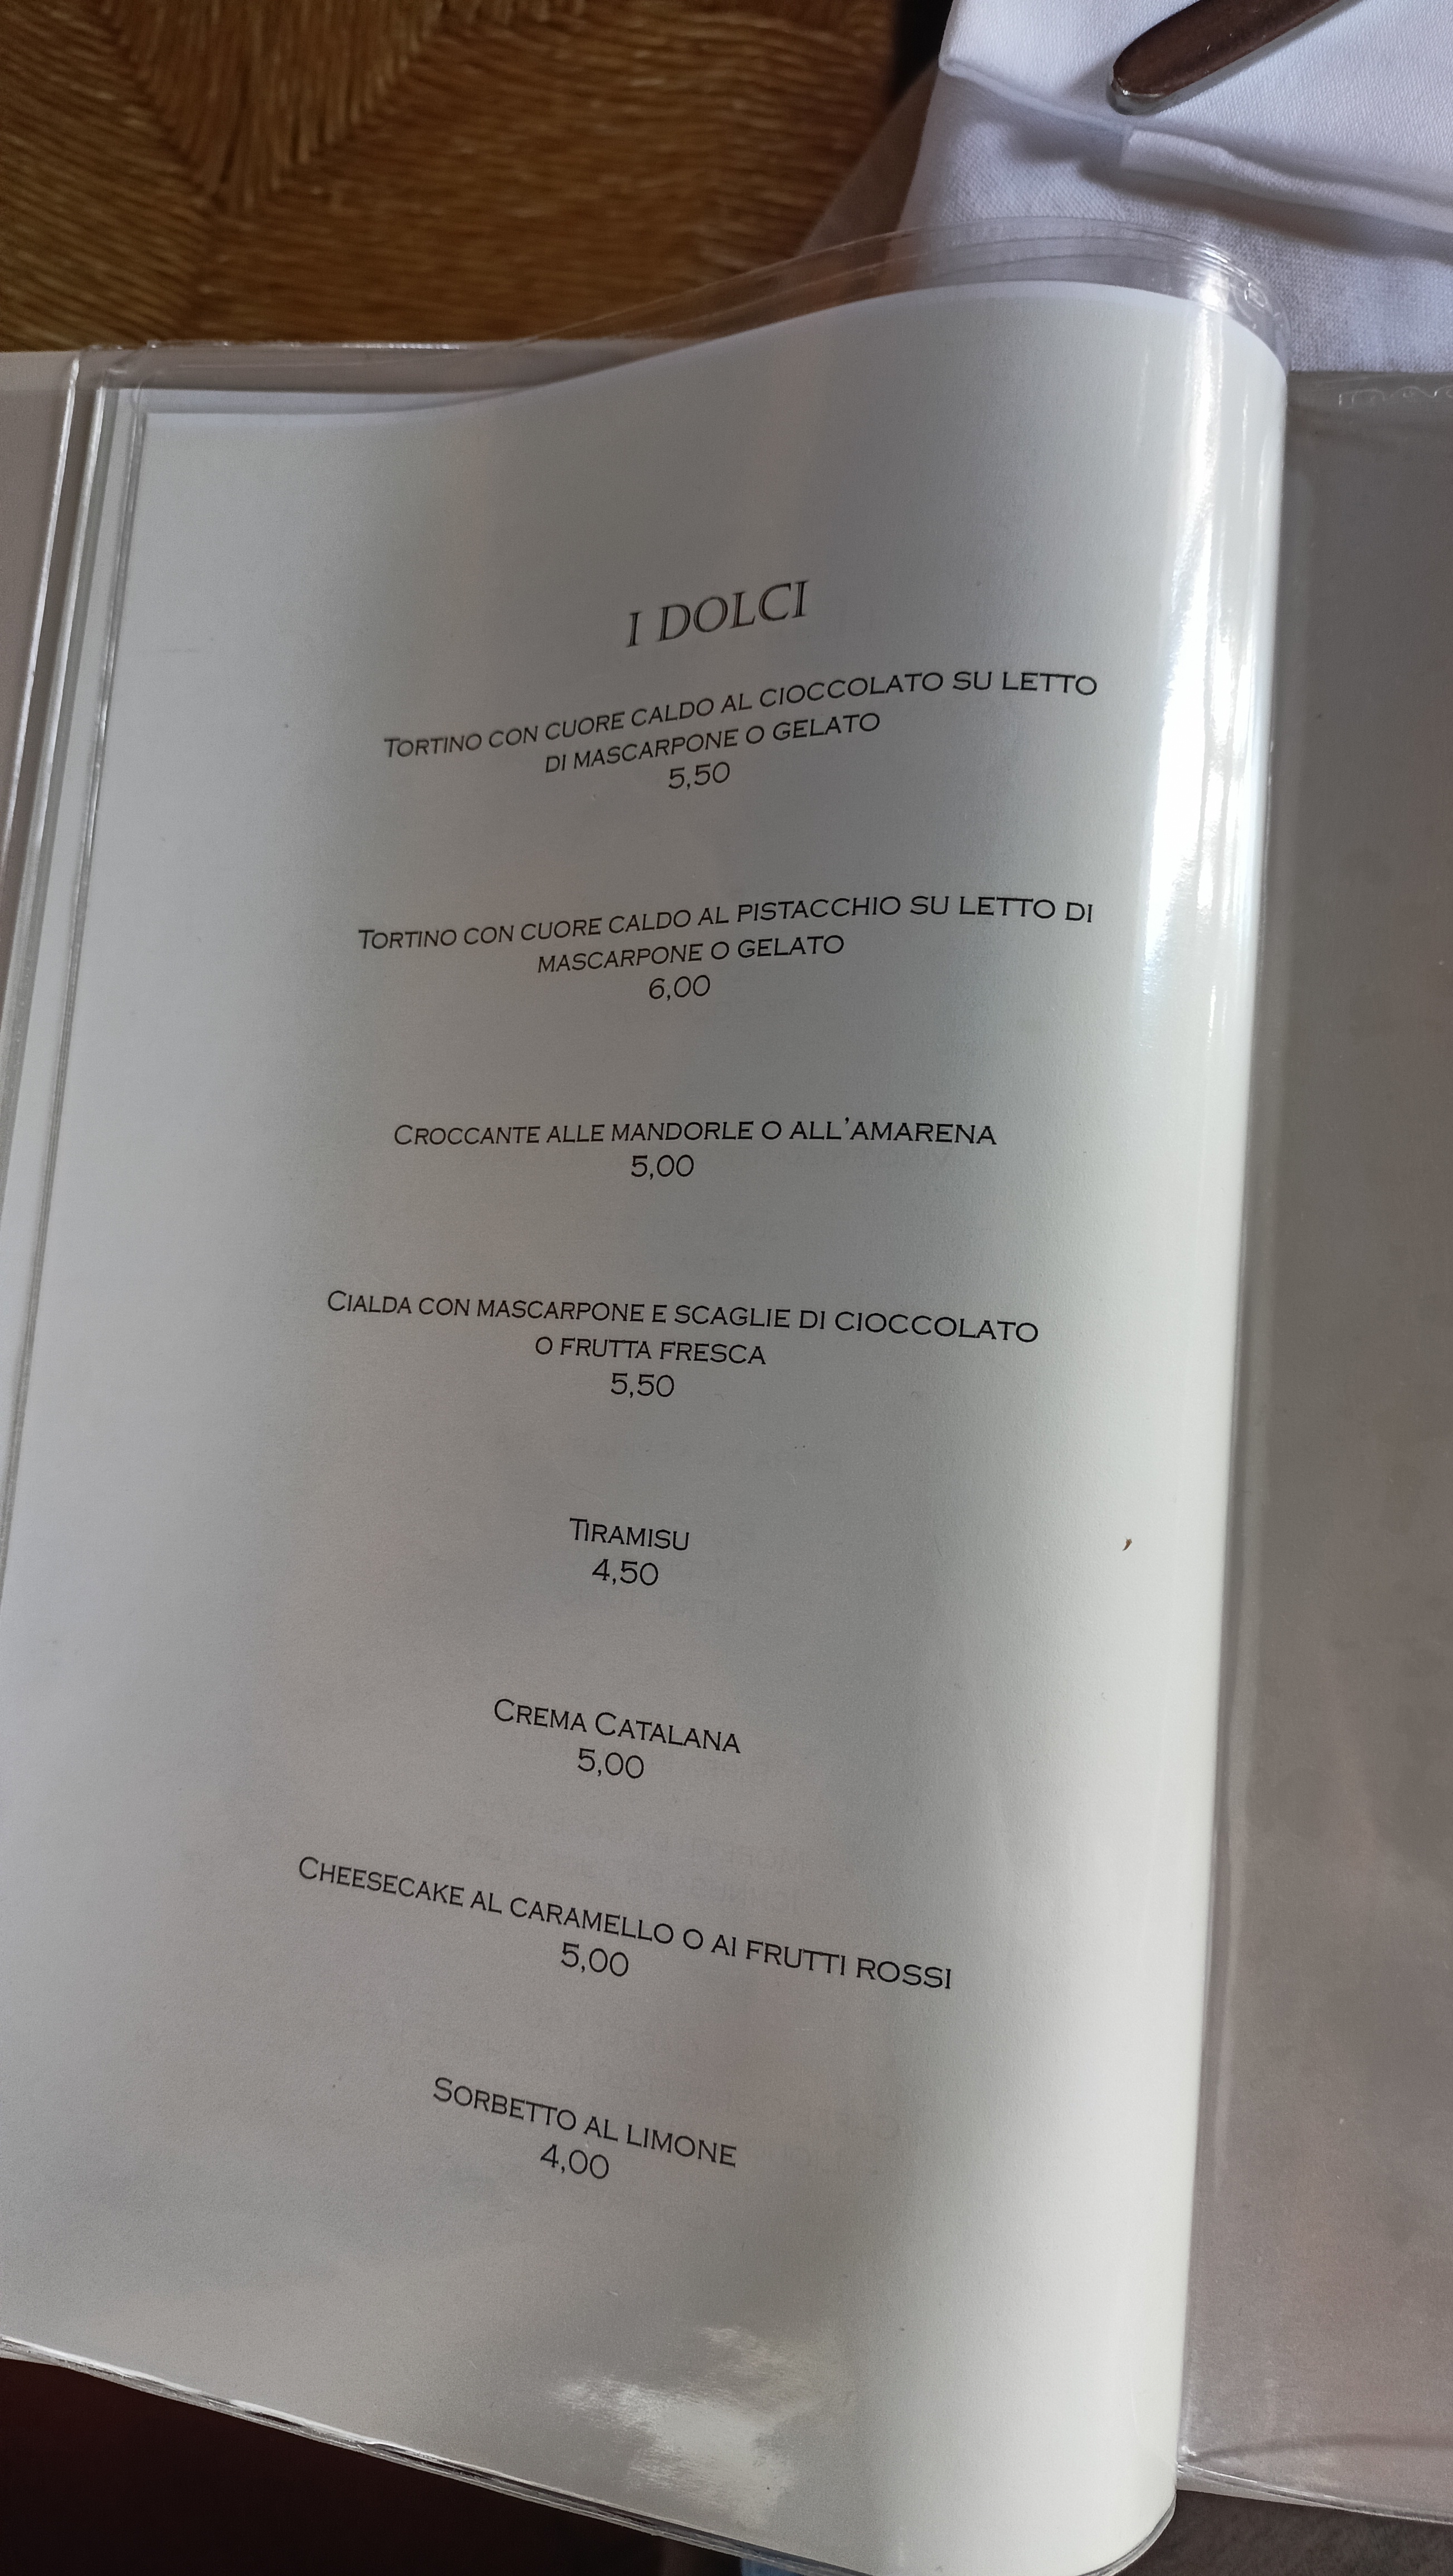 I DOLCI
TORTINO CON CUORE CALDO AL CIOCCOLATO SU LETTO
DI MASCARPONE O GELATO
5,50
TORTINO CON CUORE CALDO AL PISTACCHIO SU LETTO DI
MASCARPONE O GELATO
6,00
CROCCANTE ALLE MANDORLE O ALL'AMARENA
5,00
CIALDA CON MASCARPONE E SCAGLIE DI CIOCCOLATO
O FRUTTA FRESCA
5,50
TIRAMISU
4,50
CREMA CATALANA
5,00
CHEESECAKE AL CARAMELLO O AI FRUTTI ROSSI
5,00
SORBETTO AL LIMONE
4,00